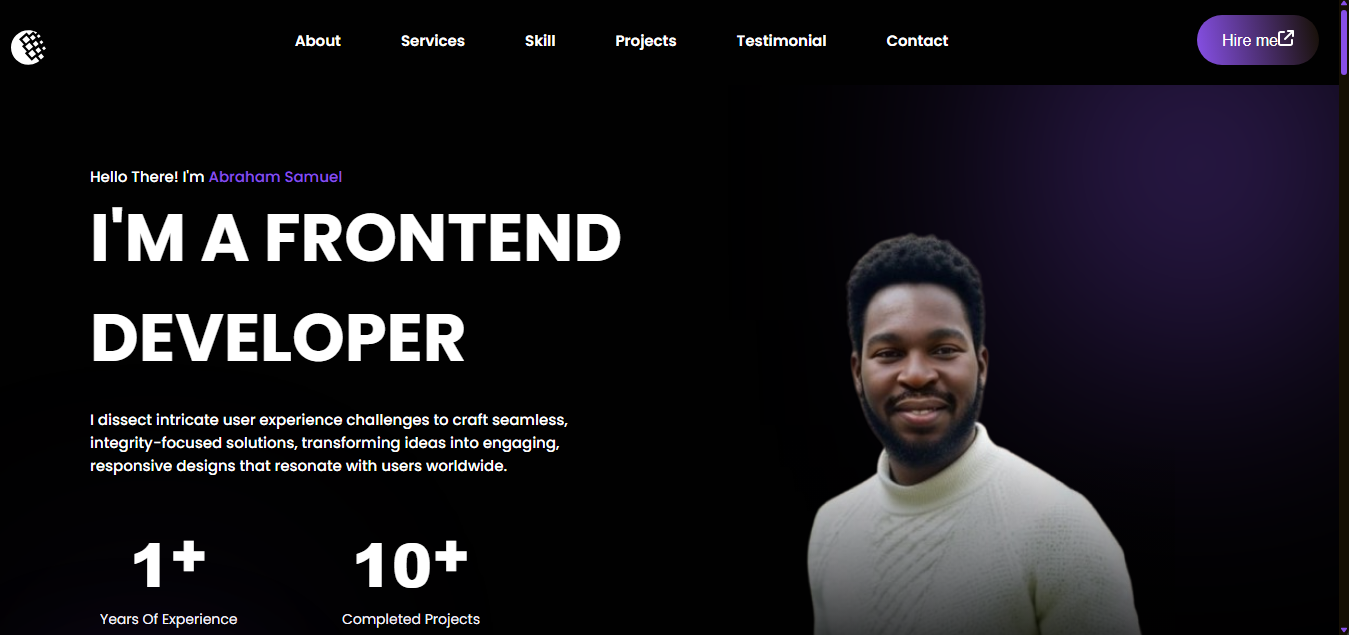 About
Services
Skill
Projects
Testimonial
Contact
Hire me
Hello There! I'm Abraham Samuel
I'M A FRONTEND
DEVELOPER
I dissect intricate user experience challenges to craft seamless,
integrity-focused solutions, transforming ideas into engaging,
responsive designs that resonate with users worldwide.
1+
10+
Years Of Experience
Completed Projects